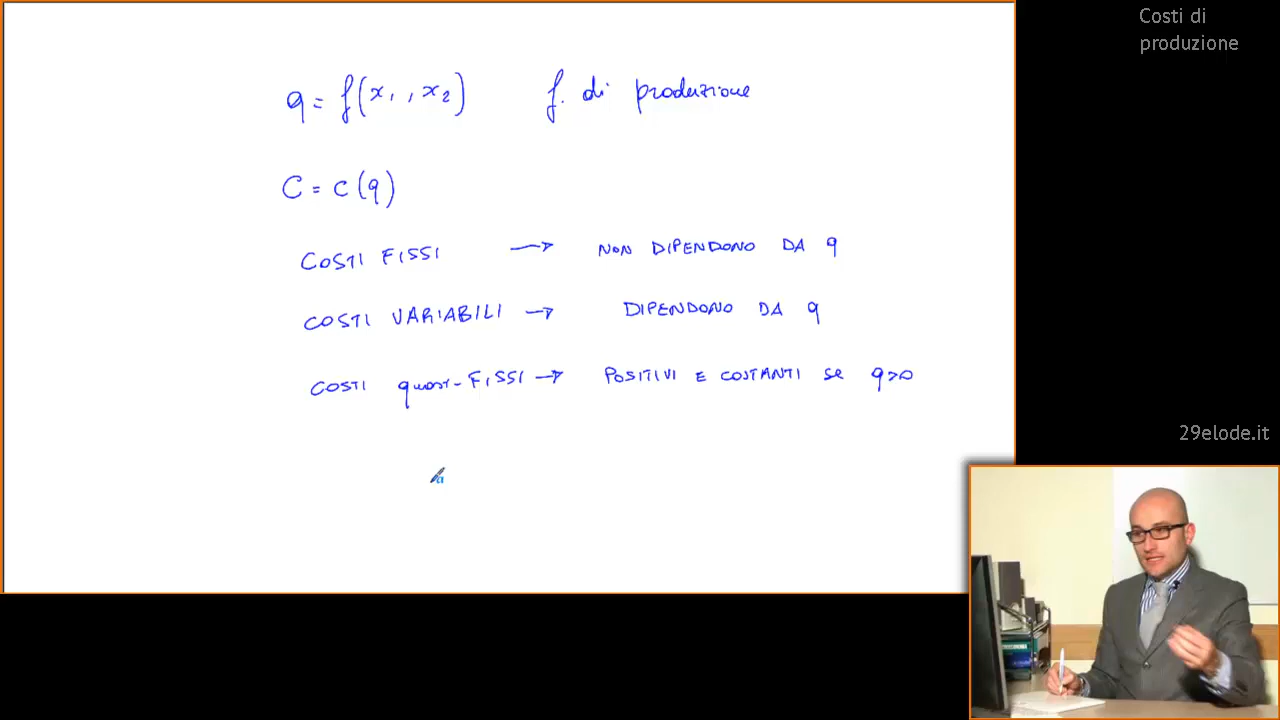 Costi di
produzione
q = f(x₁, x₂) f. di produzione
C = c(q)
COSTI FISSI → NON DIPENDONO DA q
COSTI VARIABILI → DIPENDONO DA q
COSTI quasi-FISSI → POSITIVI E COSTANTI SE q>0
29elode.it